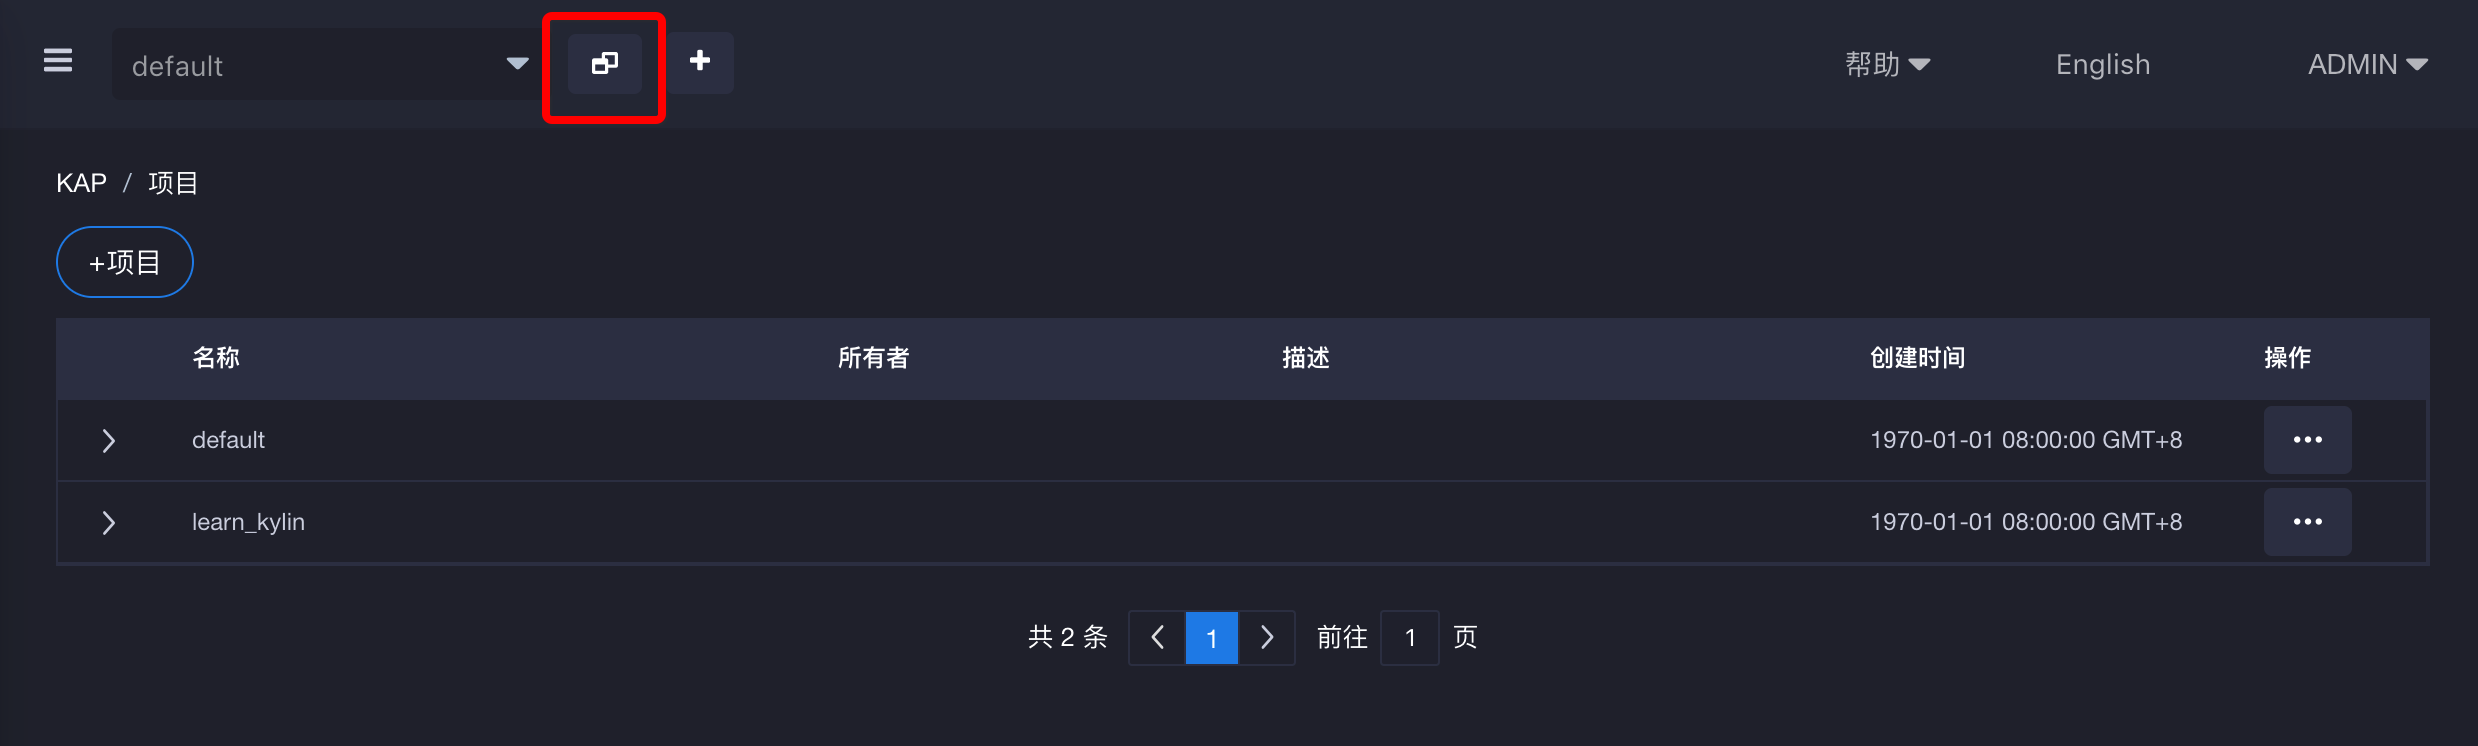 default
帮助
English
ADMIN
KAP / 项目
+项目
名称 所有者 描述 创建时间 操作
default 1970-01-01 08:00:00 GMT+8
learn_kylin 1970-01-01 08:00:00 GMT+8
共 2 条 1 前往 1 页